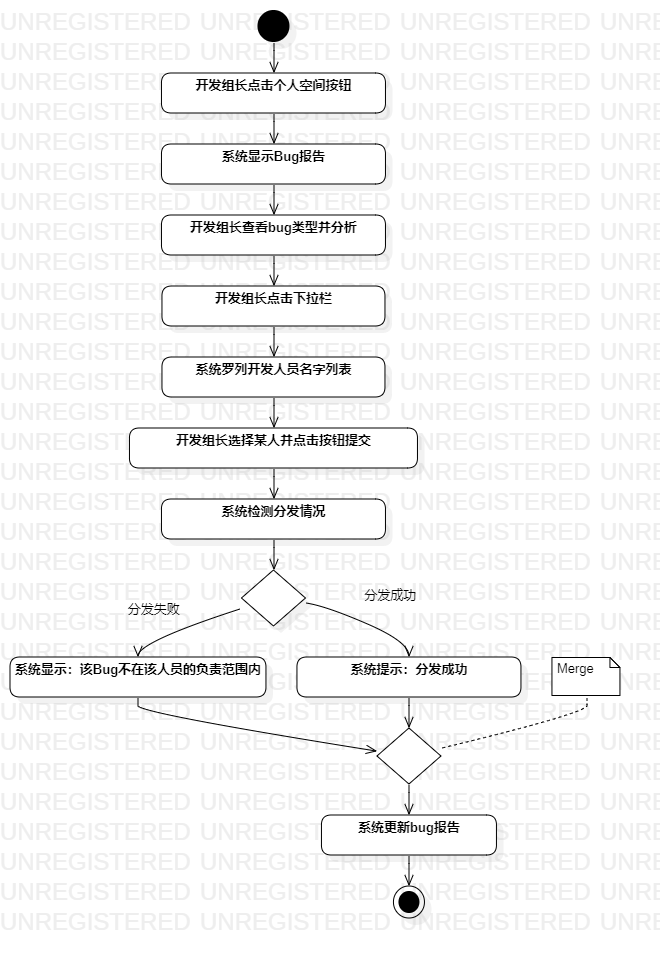 开发组长点击个人空间按钮
系统显示Bug报告
开发组长查看bug类型并分析
开发组长点击下拉栏
系统罗列开发人员名字列表
开发组长选择某人并点击按钮提交
系统检测分发情况
分发失败
分发成功
系统显示：该Bug不在该人员的负责范围内
系统提示：分发成功
Merge
系统更新bug报告
UNREGISTERED